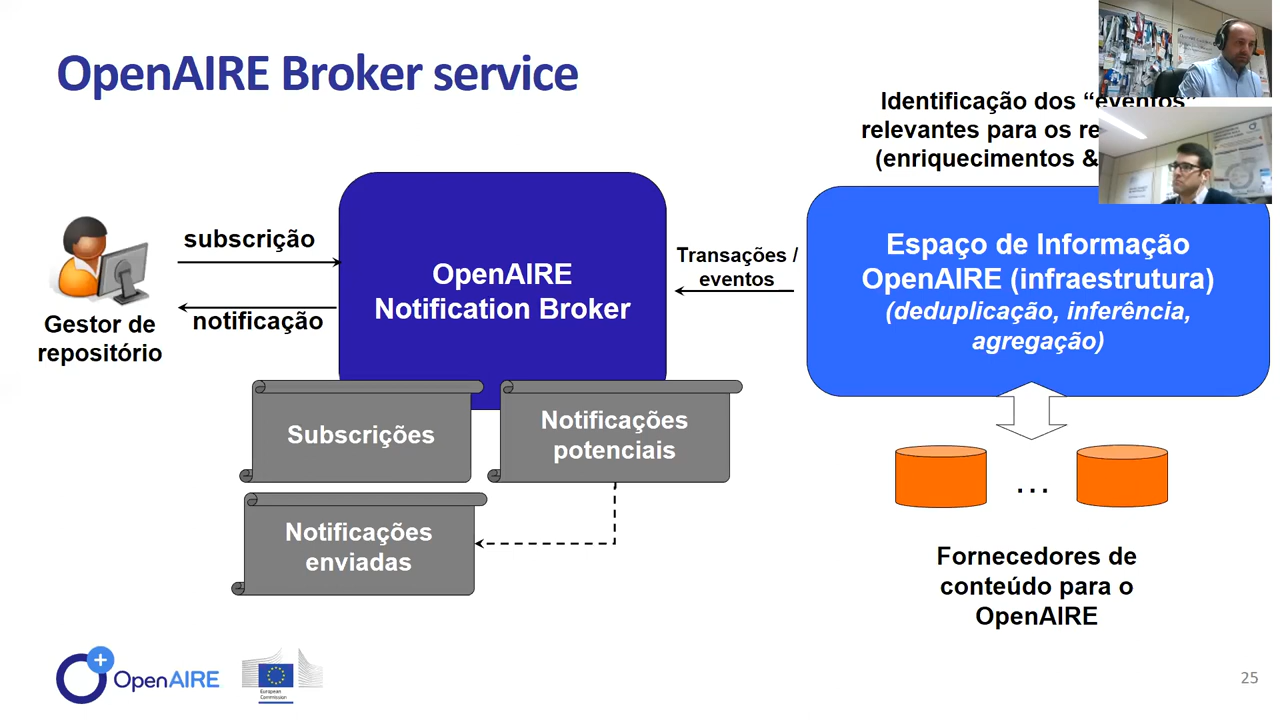 OpenAIRE Broker service
Identificação dos “eventos”
relevantes para os
(enriquecimentos &
subscrição
notificação
Gestor de
repositório
OpenAIRE
Notification Broker
Transações /
eventos
Espaço de Informação
OpenAIRE (infraestrutura)
(deduplicação, inferência,
agregação)
Subscrições
Notificações
potenciais
Notificações
enviadas
...
Fornecedores de
conteúdo para o
OpenAIRE
OpenAIRE
European
Commission
25